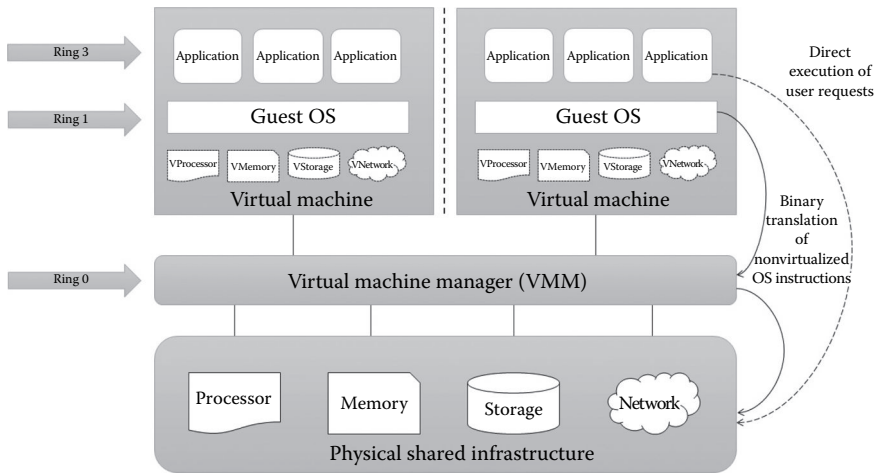 Ring 3
Application
Application
Application
Application
Application
Application
Direct
execution of
user requests
Ring 1
Guest OS
Guest OS
VProcessor
VMemory
VStorage
VNetwork
VProcessor
VMemory
VStorage
VNetwork
Virtual machine
Virtual machine
Binary
translation
of
nonvirtualized
OS instructions
Ring 0
Virtual machine manager (VMM)
Processor
Memory
Storage
Network
Physical shared infrastructure